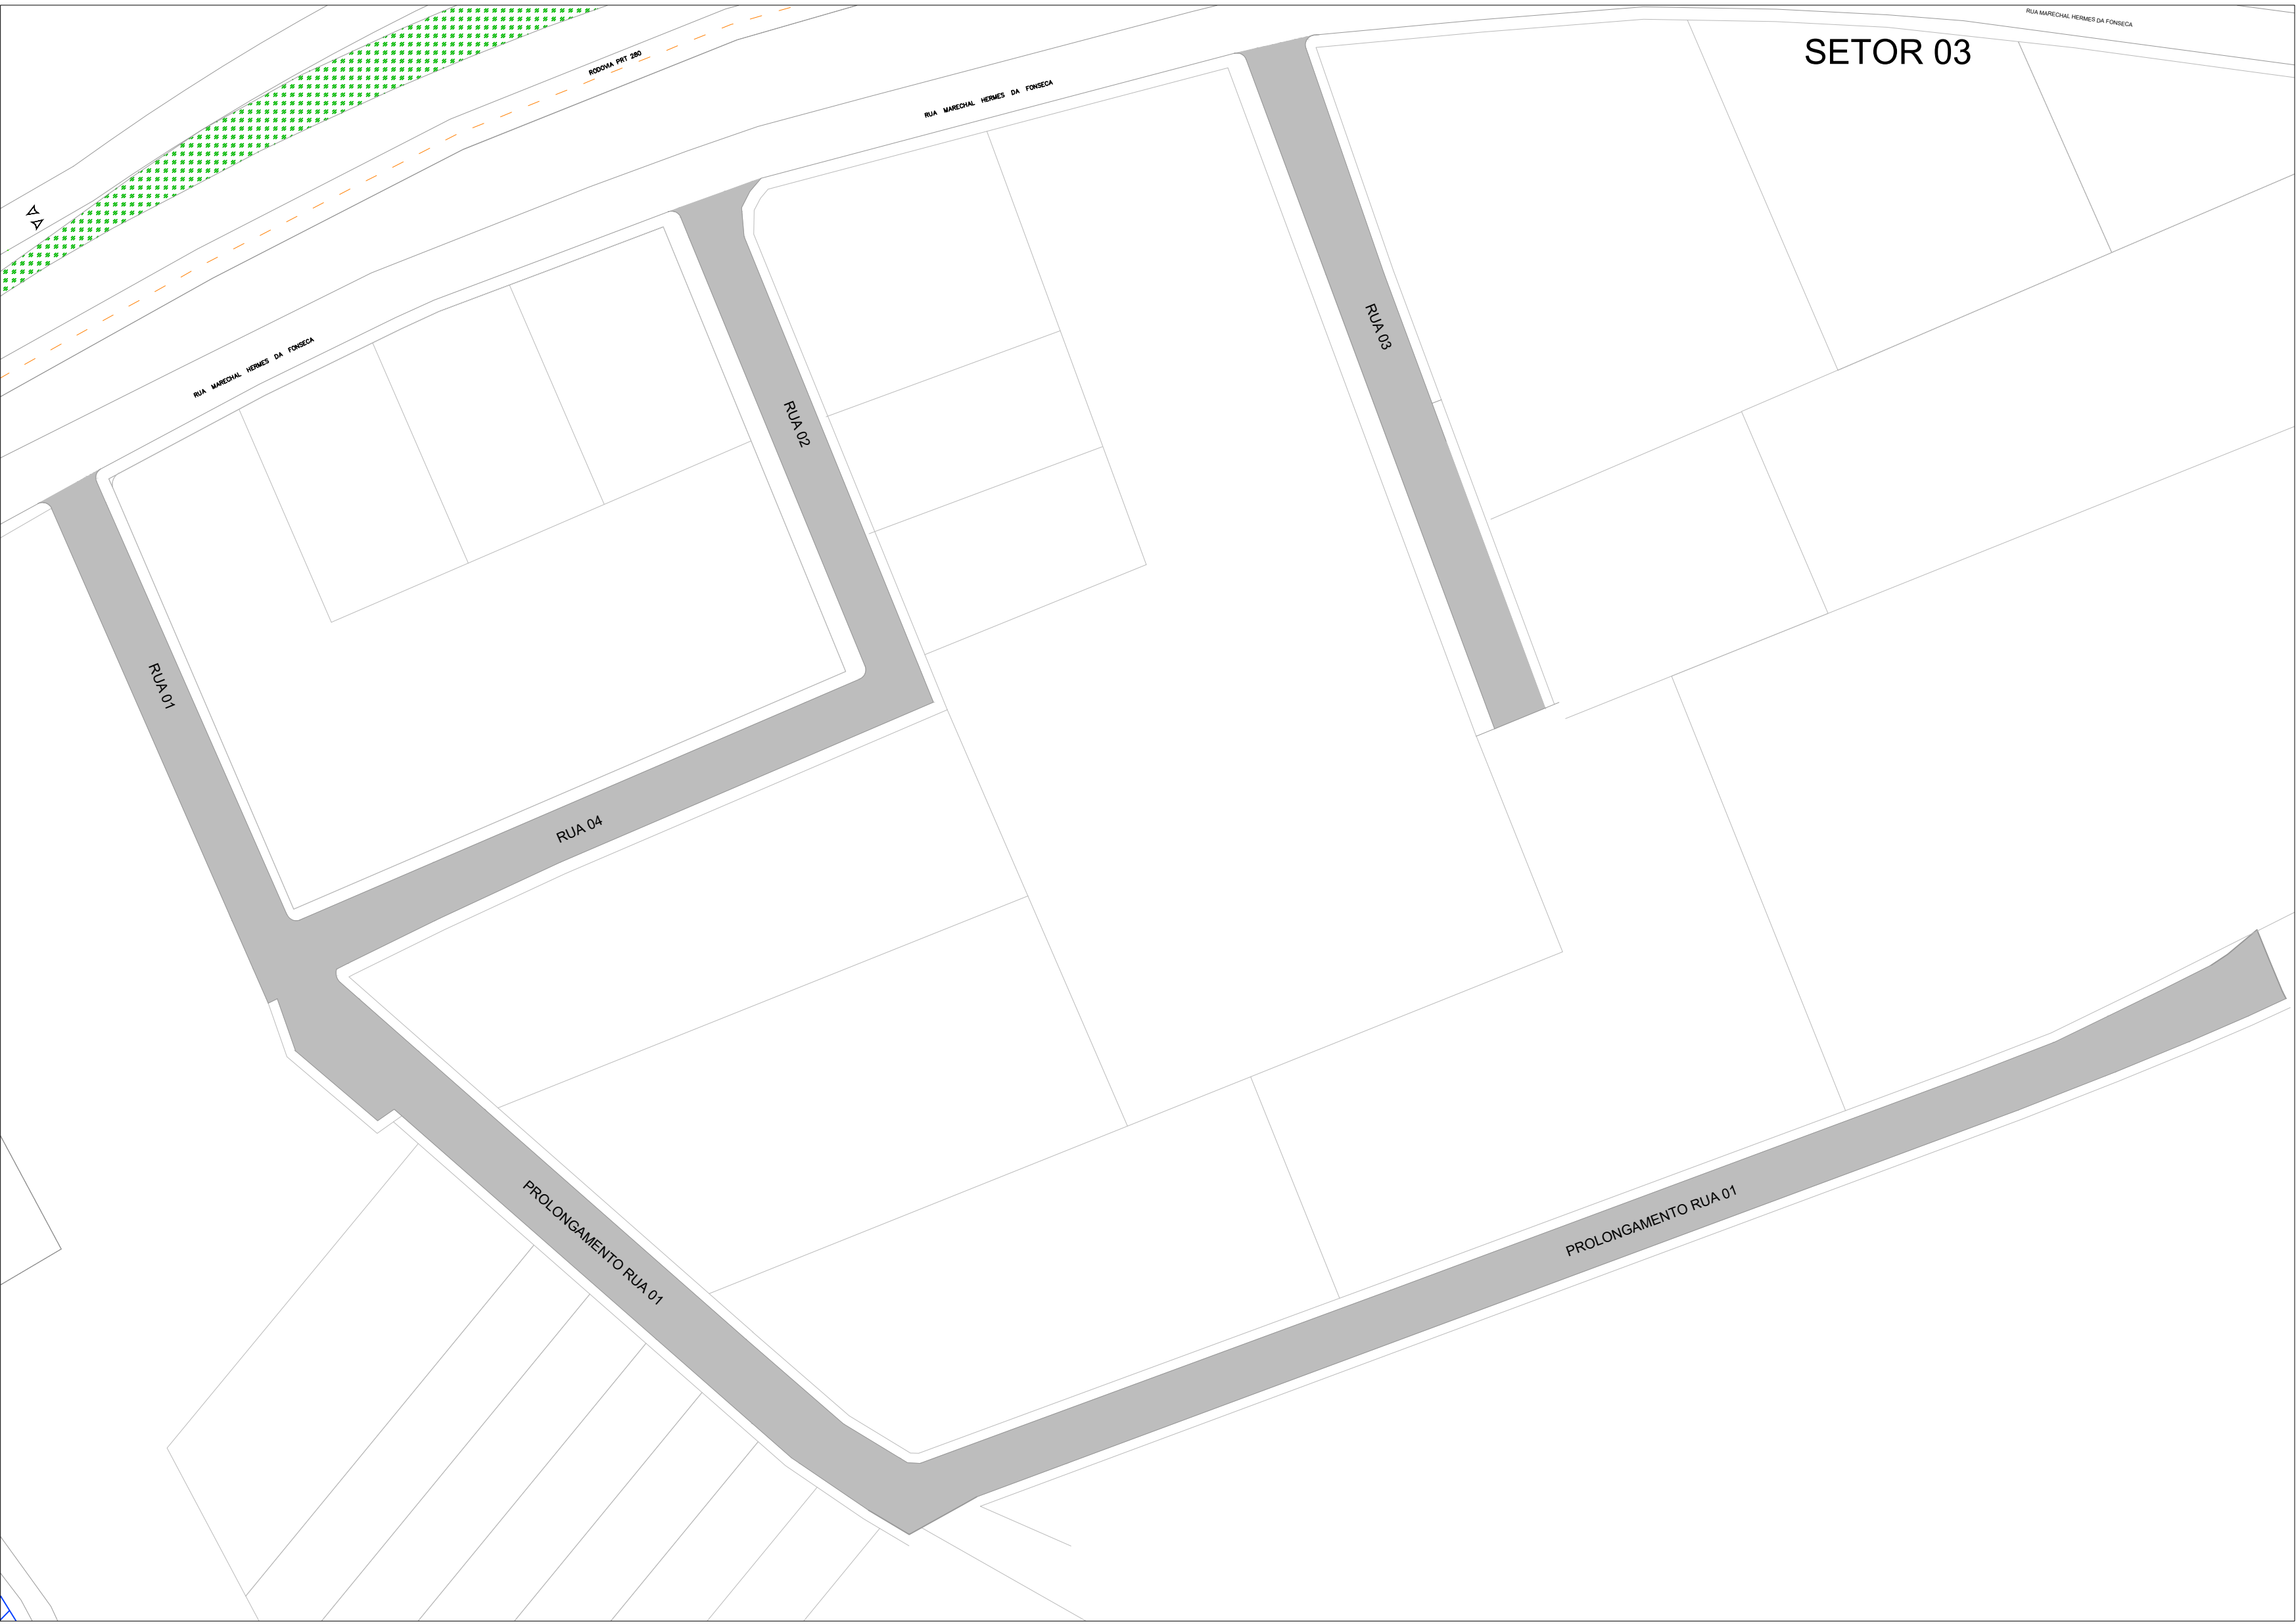 RUA MARECHAL HERMES DA FONSECA
SETOR 03
RODOVIA PRT 280
RUA MARECHAL HERMES DA FONSECA
RUA 03
RUA MARECHAL HERMES DA FONSECA
RUA 02
RUA 01
RUA 04
PROLONGAMENTO RUA 01
PROLONGAMENTO RUA 01